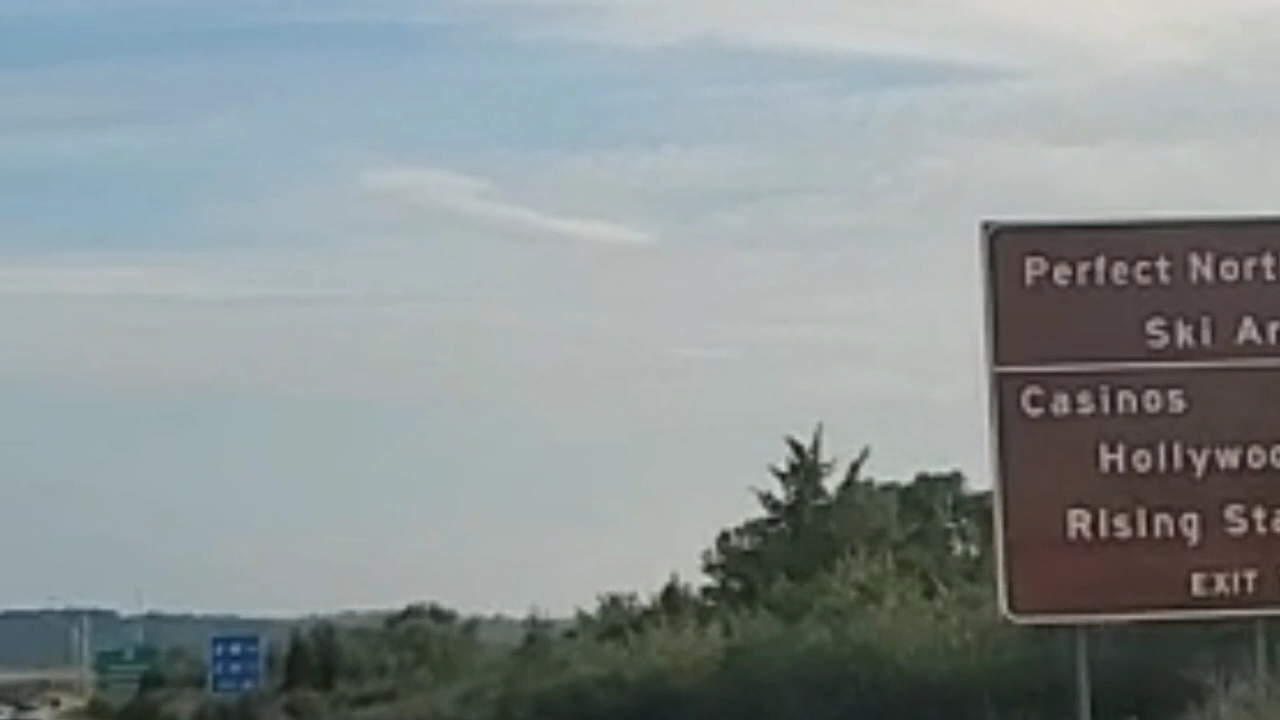 Perfect Nort
Ski Ar
Casinos
Hollywoo
Rising Sta
EXIT